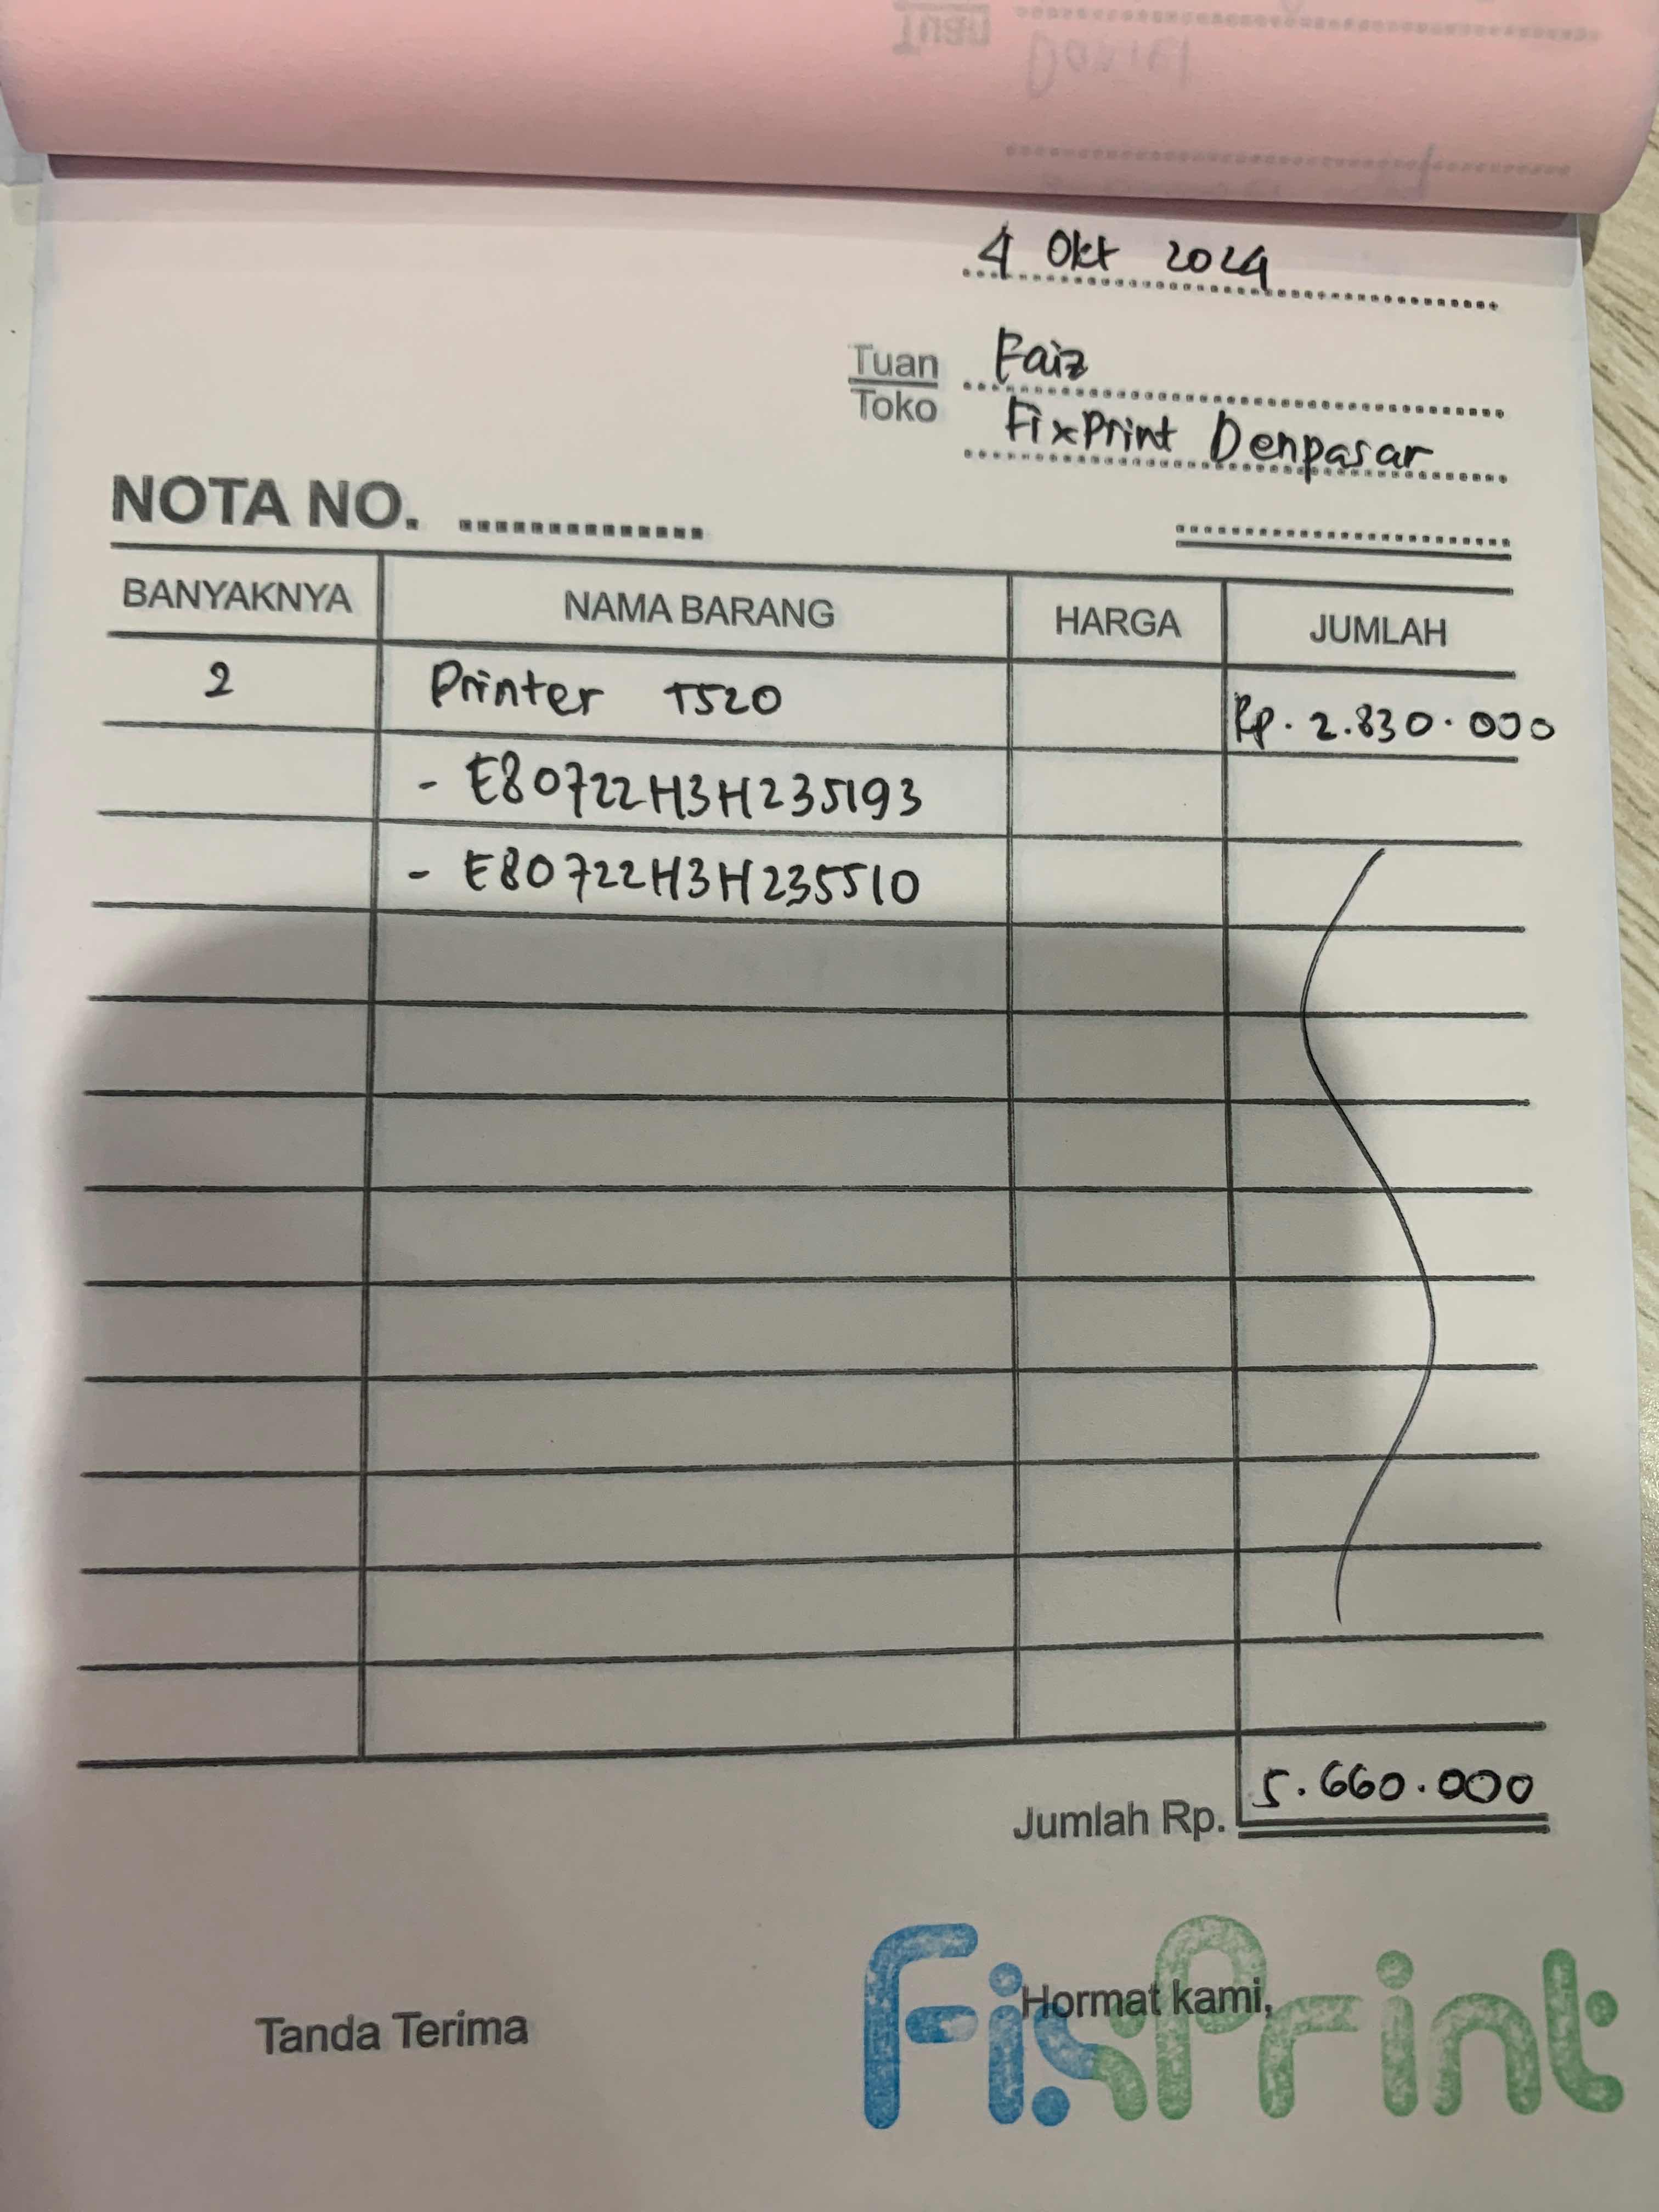 4 Okt 2024
Tuan Faiz
Toko FixPrint Denpasar
NOTA NO. ...............
BANYAKNYA NAMA BARANG HARGA JUMLAH
2 Printer T520 Rp. 2.830.000
- E80722H3H235193
- E80722H3H235510
Jumlah Rp. 5.660.000
Tanda Terima Hormat kami,
FixPrint